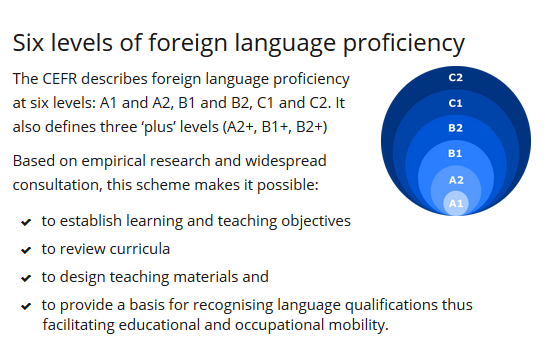 Six levels of foreign language proficiency
The CEFR describes foreign language proficiency
at six levels: A1 and A2, B1 and B2, C1 and C2. It
also defines three ‘plus’ levels (A2+, B1+, B2+)
Based on empirical research and widespread
consultation, this scheme makes it possible:
to establish learning and teaching objectives
to review curricula
to design teaching materials and
to provide a basis for recognising language qualifications thus
facilitating educational and occupational mobility.
C2
C1
B2
B1
A2
A1